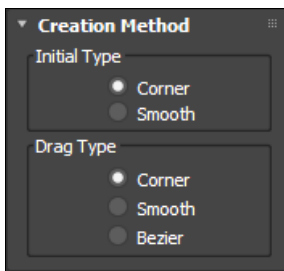 Creation Method
Initial Type
Corner
Smooth
Drag Type
Corner
Smooth
Bezier